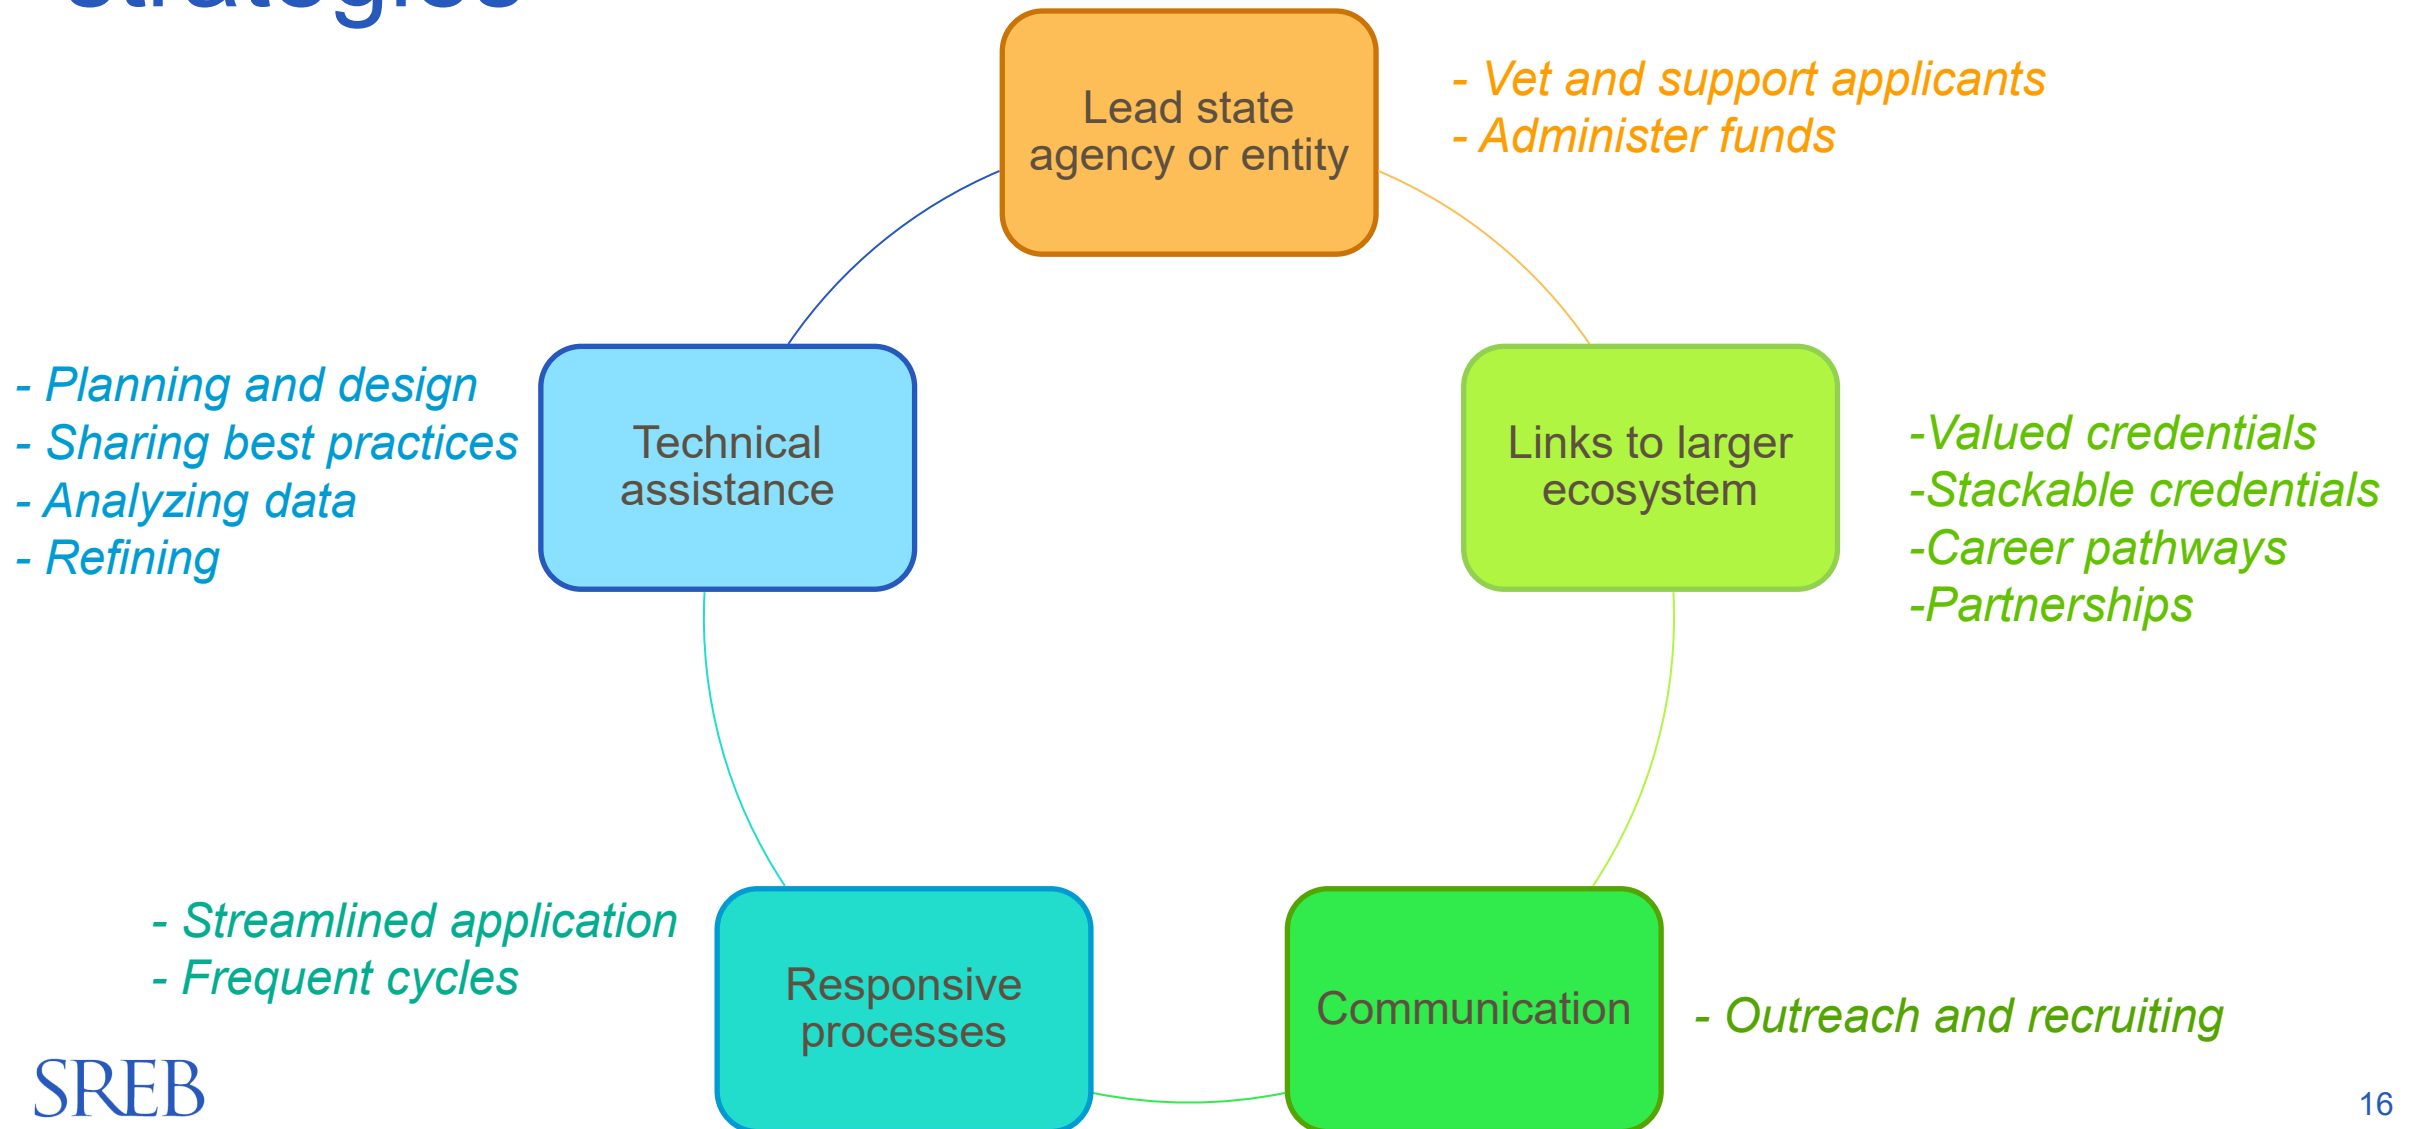 strategies
Lead state
agency or entity
- Vet and support applicants
- Administer funds
Links to larger
ecosystem
-Valued credentials
-Stackable credentials
-Career pathways
-Partnerships
Communication
- Outreach and recruiting
Responsive
processes
- Streamlined application
- Frequent cycles
Technical
assistance
- Planning and design
- Sharing best practices
- Analyzing data
- Refining
SREB
16